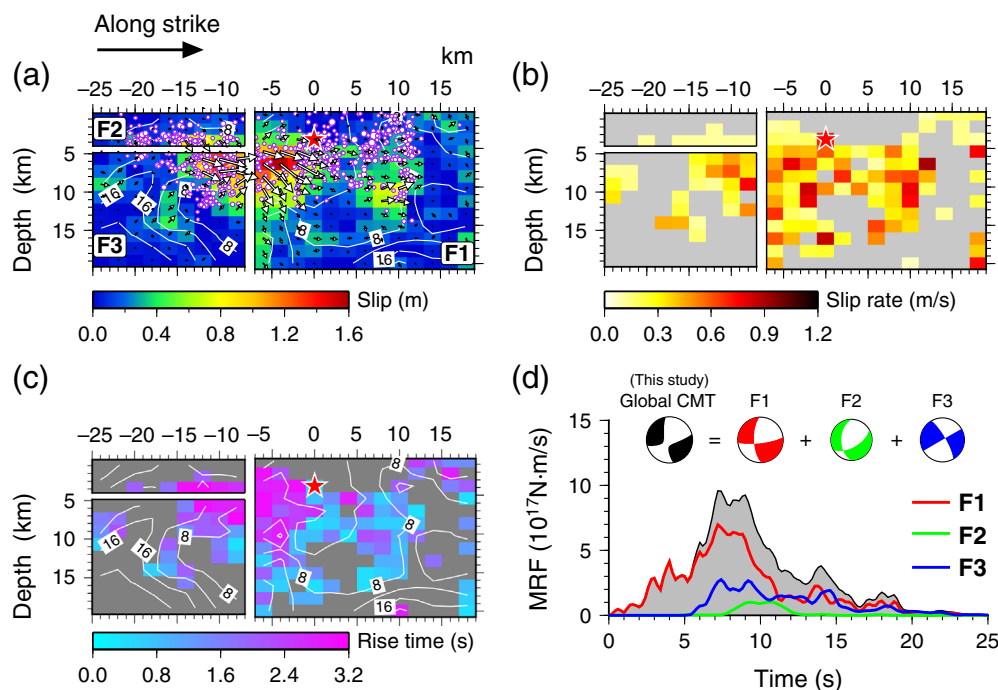 Along strike
(a)
km
−25 −20 −15 −10
−5 0 5 10 15
F2
8
Depth (km)
5
10
15
16
16
8
8
16
F3
F1
Slip (m)
0.0 0.4 0.8 1.2 1.6
(b)
−25 −20 −15 −10
−5 0 5 10 15
Depth (km)
5
10
15
Slip rate (m/s)
0.0 0.3 0.6 0.9 1.2
(c)
−25 −20 −15 −10
−5 0 5 10 15
8
8
Depth (km)
5
10
15
16
16
8
8
8
16
Rise time (s)
0.0 0.8 1.6 2.4 3.2
(d)
(This study)
Global CMT F1 F2 F3
= + +
MRF (10¹⁷N·m/s)
15
10
5
0
F1
F2
F3
0 5 10 15 20 25
Time (s)